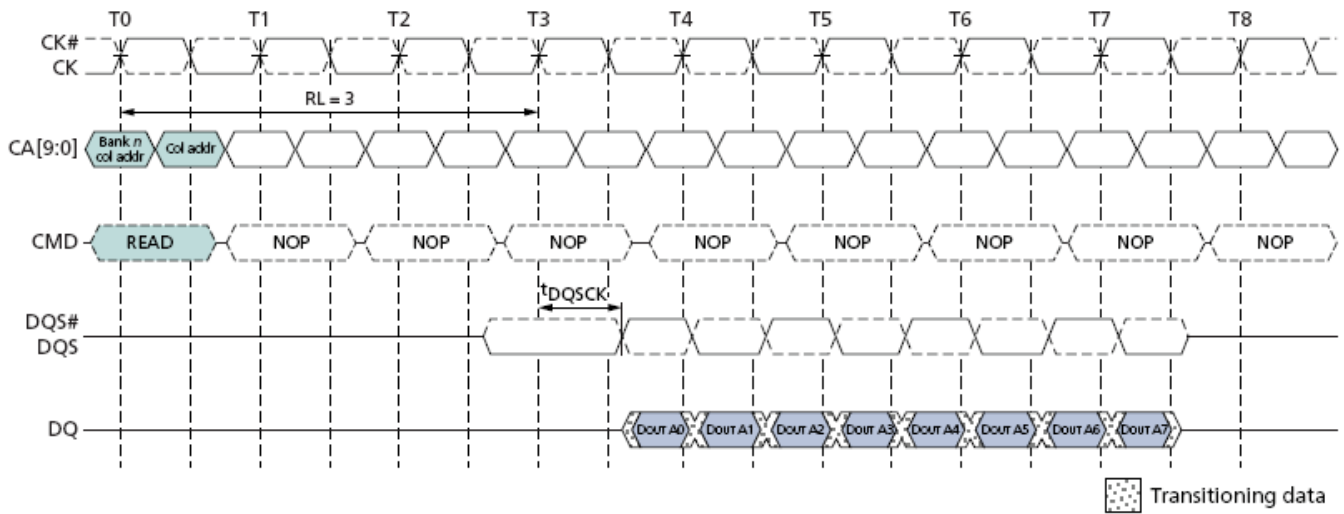 T0 T1 T2 T3 T4 T5 T6 T7 T8
CK#
CK
RL = 3
CA[9:0] Bank n col addr Col addr
CMD READ NOP NOP NOP NOP NOP NOP NOP NOP
tDQSCK
DQS#
DQS
DQ DOUT A0 DOUT A1 DOUT A2 DOUT A3 DOUT A4 DOUT A5 DOUT A6 DOUT A7
Transitioning data